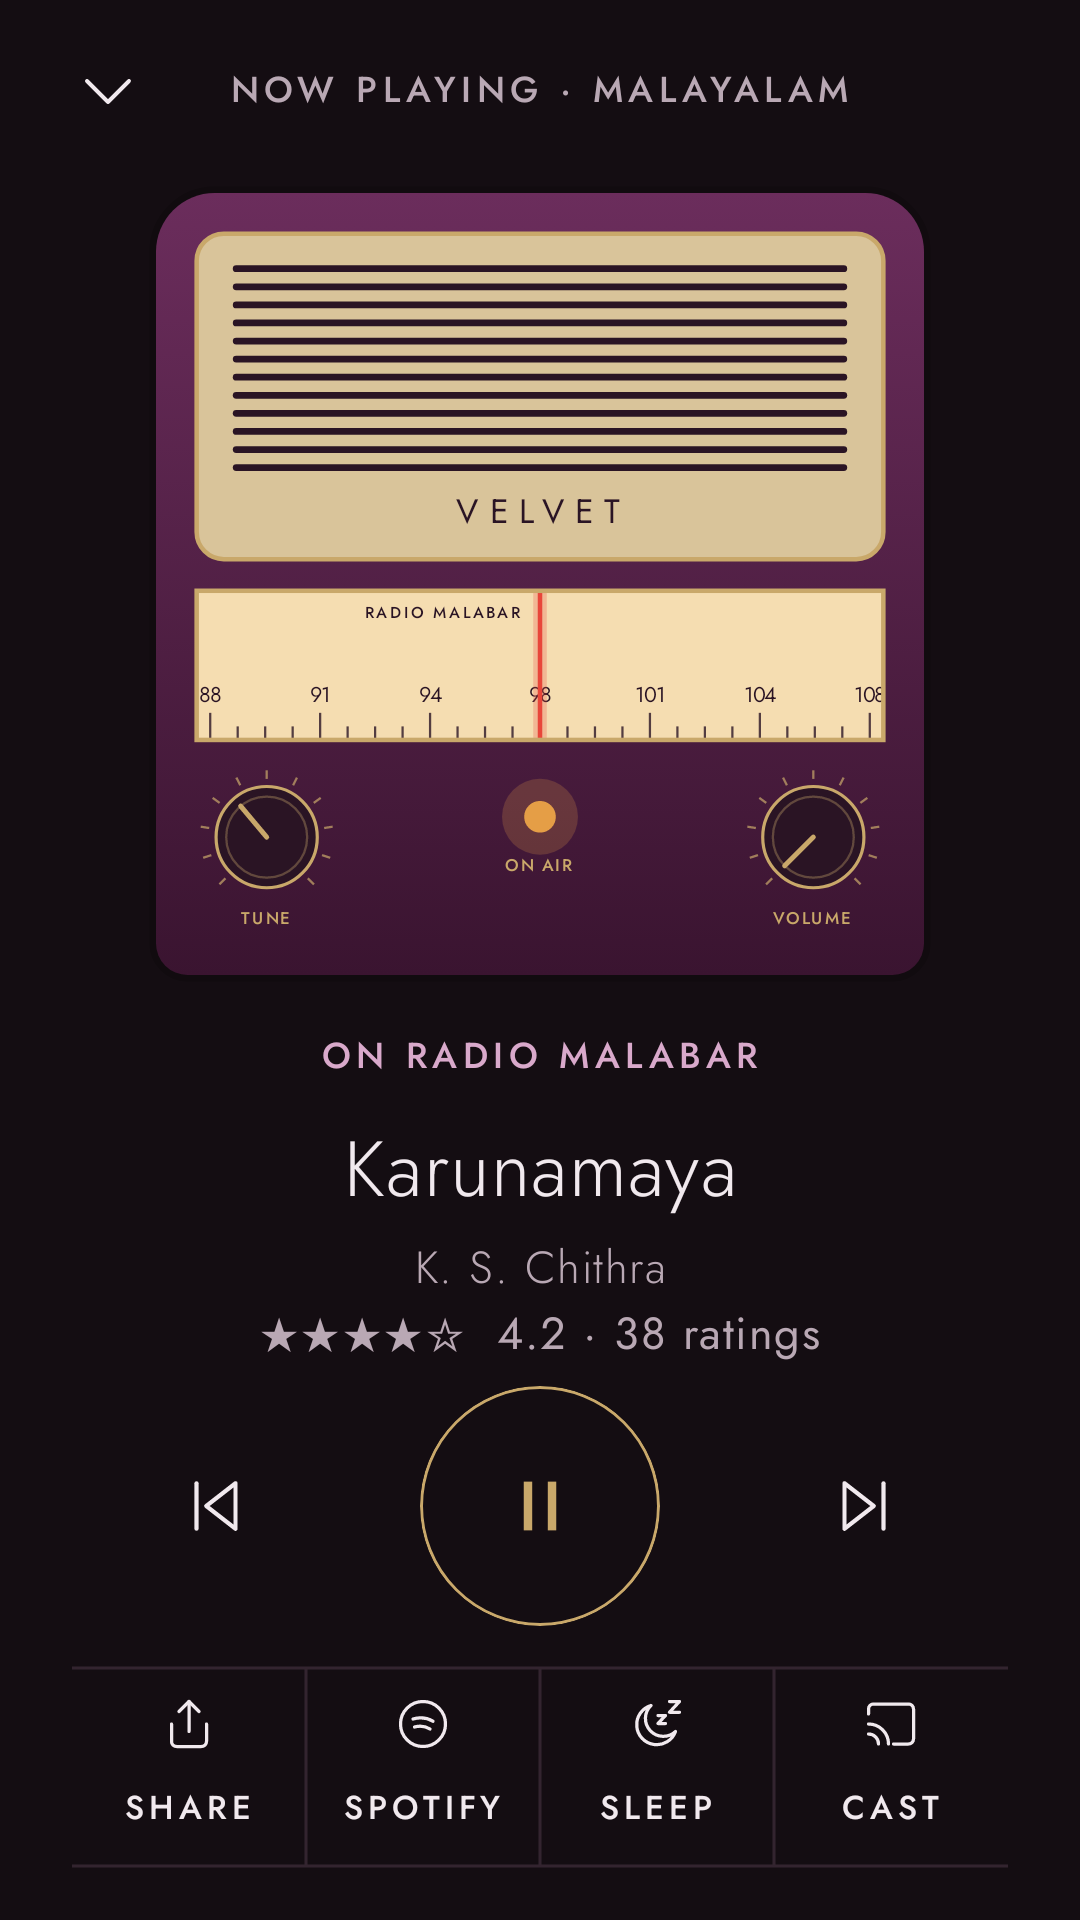 NOW PLAYING · MALAYALAM
VELVET
RADIO MALABAR
88 91 94 98 101 104 108
ON AIR
TUNE VOLUME
ON RADIO MALABAR
Karunamaya
K. S. Chithra
★★★★☆ 4.2 · 38 ratings
SHARE SPOTIFY SLEEP CAST